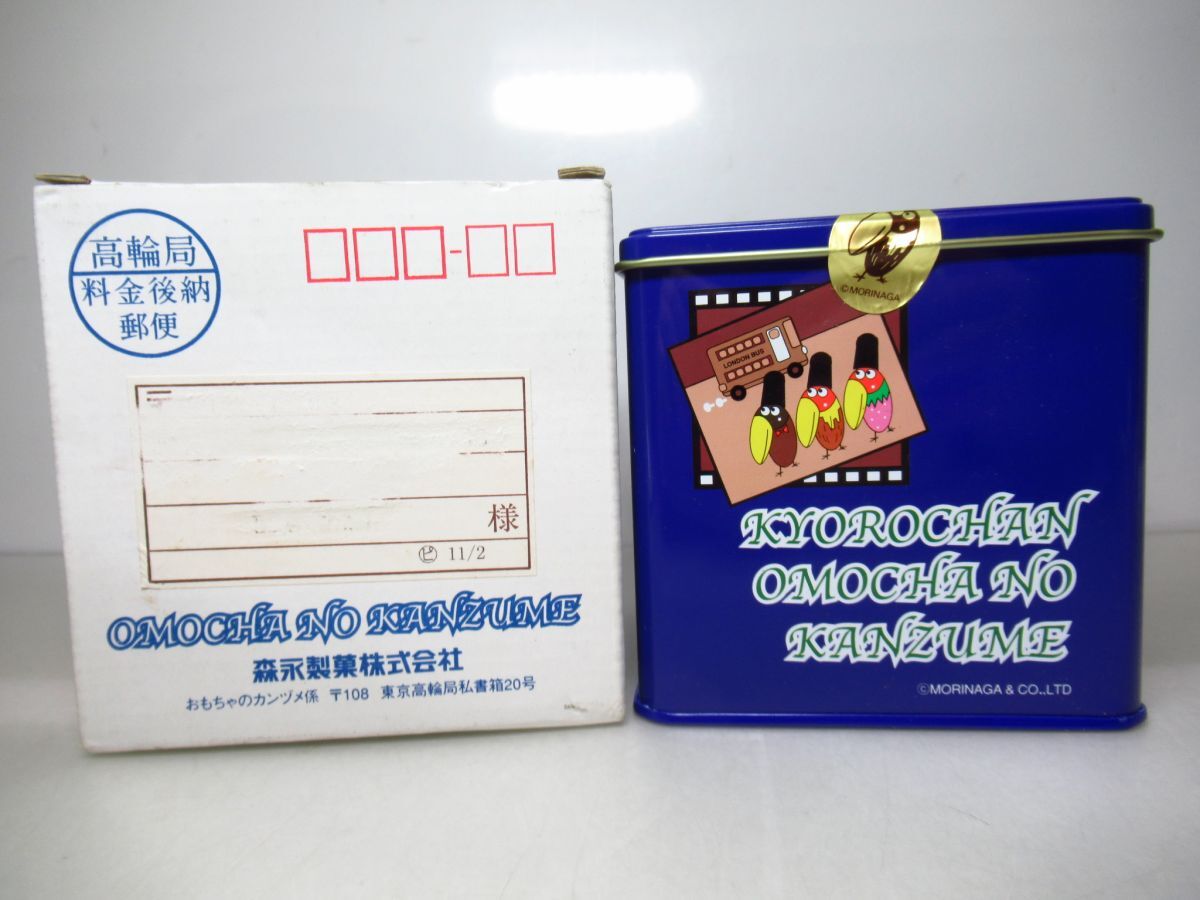 高輪局
料金後納
郵便
〒
様
㋪ 11/2
OMOCHA NO KANZUME
森永製菓株式会社
おもちゃのカンヅメ係 〒108 東京高輪局私書箱20号
©MORINAGA
LONDON BUS
KYOROCHAN
OMOCHA NO
KANZUME
©MORINAGA & CO.,LTD